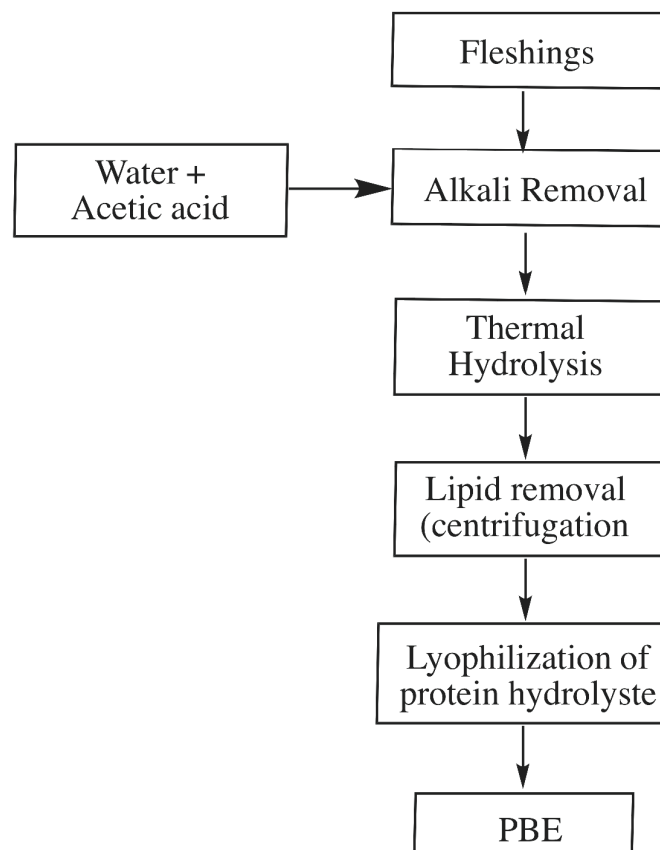 Fleshings
Water +
Acetic acid
Alkali Removal
Thermal
Hydrolysis
Lipid removal
(centrifugation
Lyophilization of
protein hydrolyste
PBE